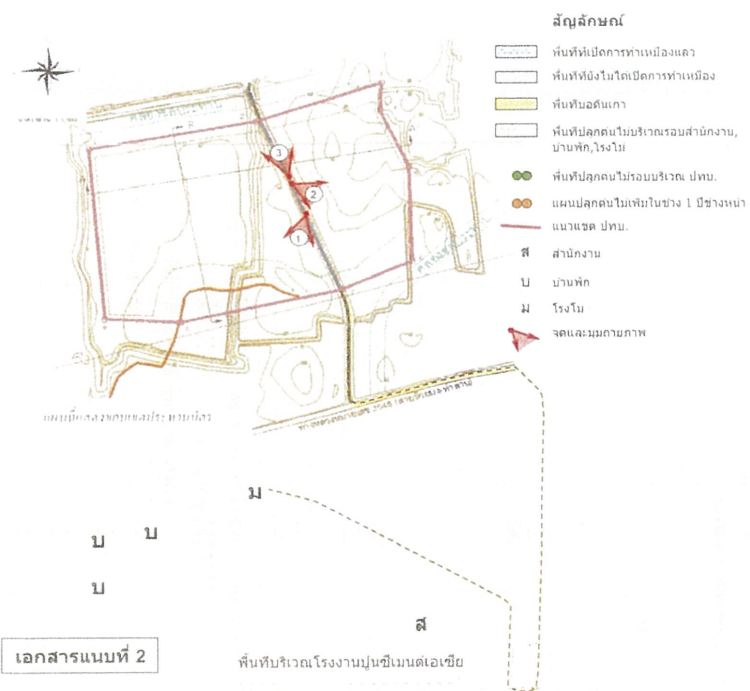 สัญลักษณ์
พื้นที่ที่เปิดการทำเหมืองแล้ว
พื้นที่ที่ยังไม่ได้เปิดการทำเหมือง
พื้นที่บ่อดินเก่า
พื้นที่ปลูกต้นไม้บริเวณรอบสำนักงาน,
บ้านพัก,โรงโม่
พื้นที่ปลูกต้นไม้รอบบริเวณ ปทบ.
แผนปลูกต้นไม้เพิ่มในช่วง 1 ปีข้างหน้า
แนวเขต ปทบ.
ส สำนักงาน
บ บ้านพัก
ม โรงโม่
จุดและมุมถ่ายภาพ
3
2
1
ม
บ
บ
บ
ส
เอกสารแนบที่ 2
พื้นที่บริเวณโรงงานปูนซีเมนต์เอเซีย